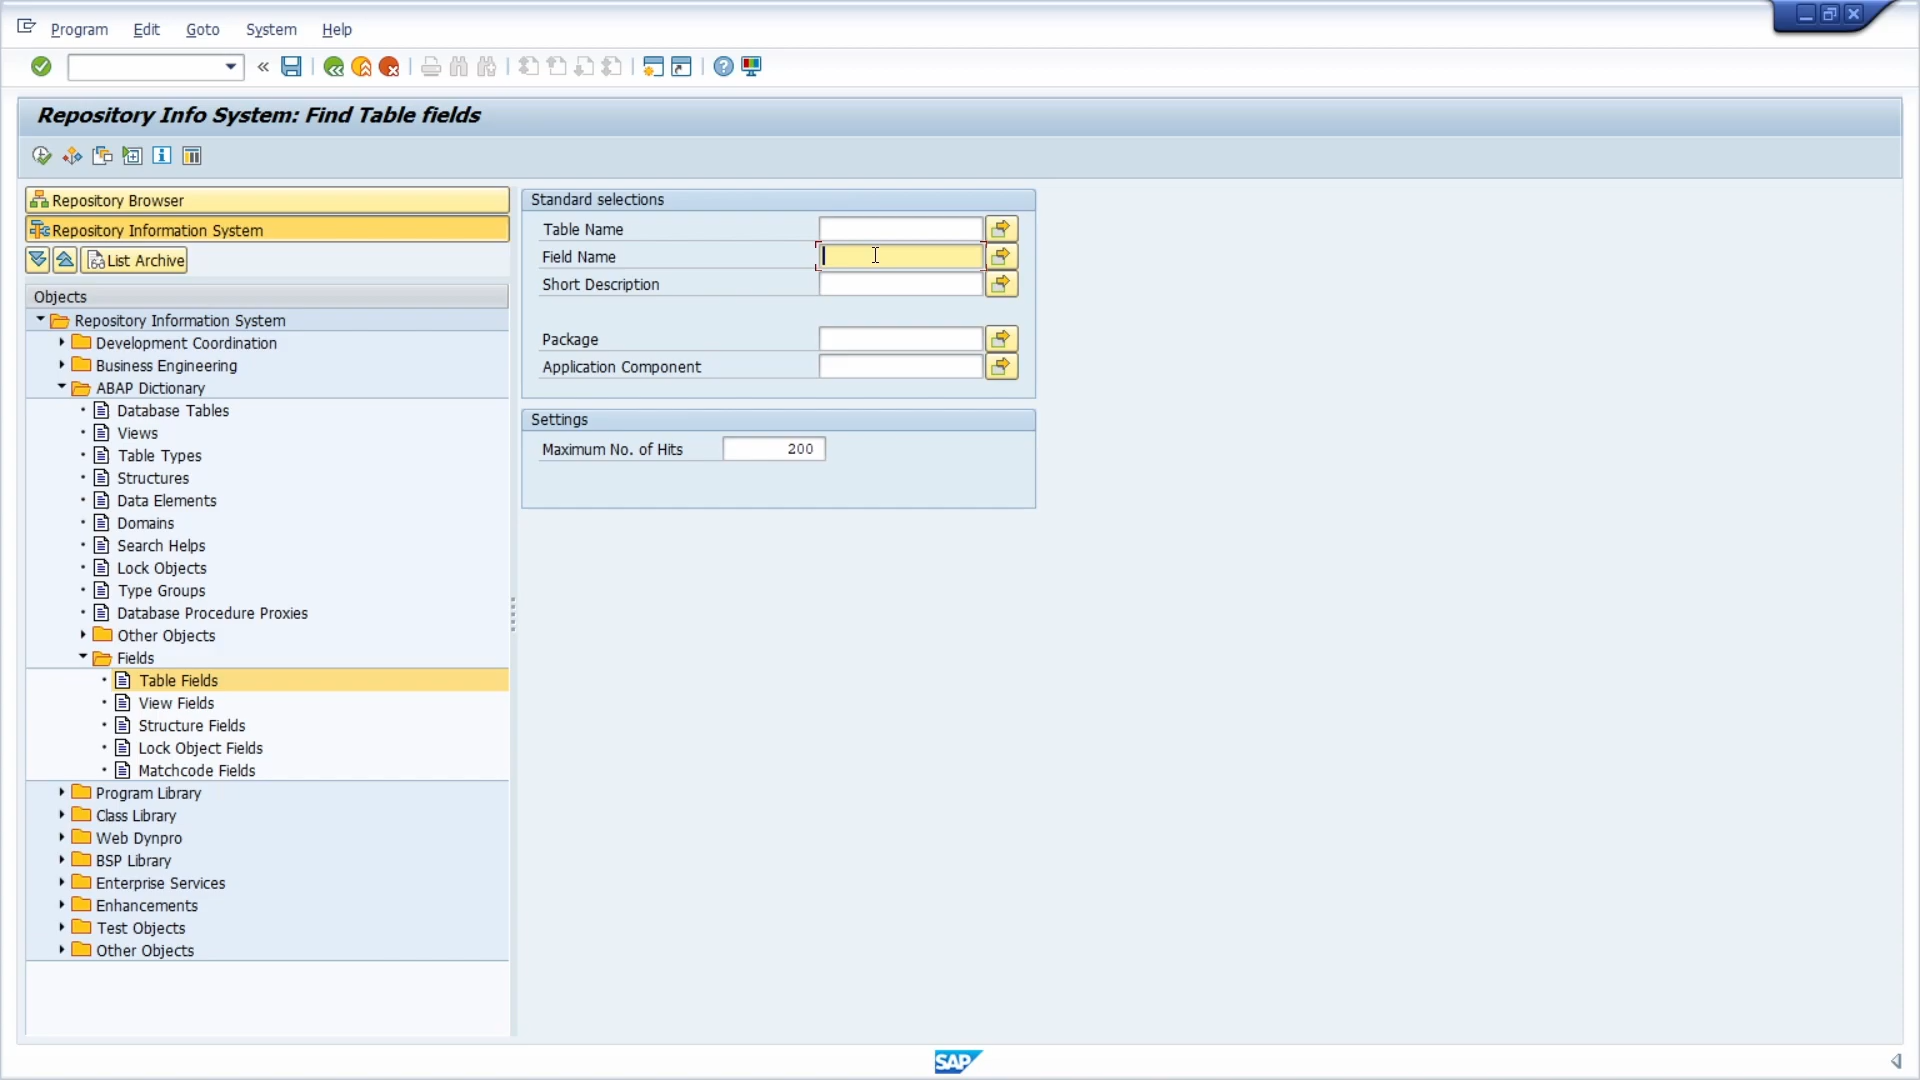 Program Edit Goto System Help
Repository Info System: Find Table fields
Repository Browser
Repository Information System
List Archive
Objects
Repository Information System
Development Coordination
Business Engineering
ABAP Dictionary
Database Tables
Views
Table Types
Structures
Data Elements
Domains
Search Helps
Lock Objects
Type Groups
Database Procedure Proxies
Other Objects
Fields
Table Fields
View Fields
Structure Fields
Lock Object Fields
Matchcode Fields
Program Library
Class Library
Web Dynpro
BSP Library
Enterprise Services
Enhancements
Test Objects
Other Objects
Standard selections
Table Name
Field Name
Short Description
Package
Application Component
Settings
Maximum No. of Hits 200
SAP